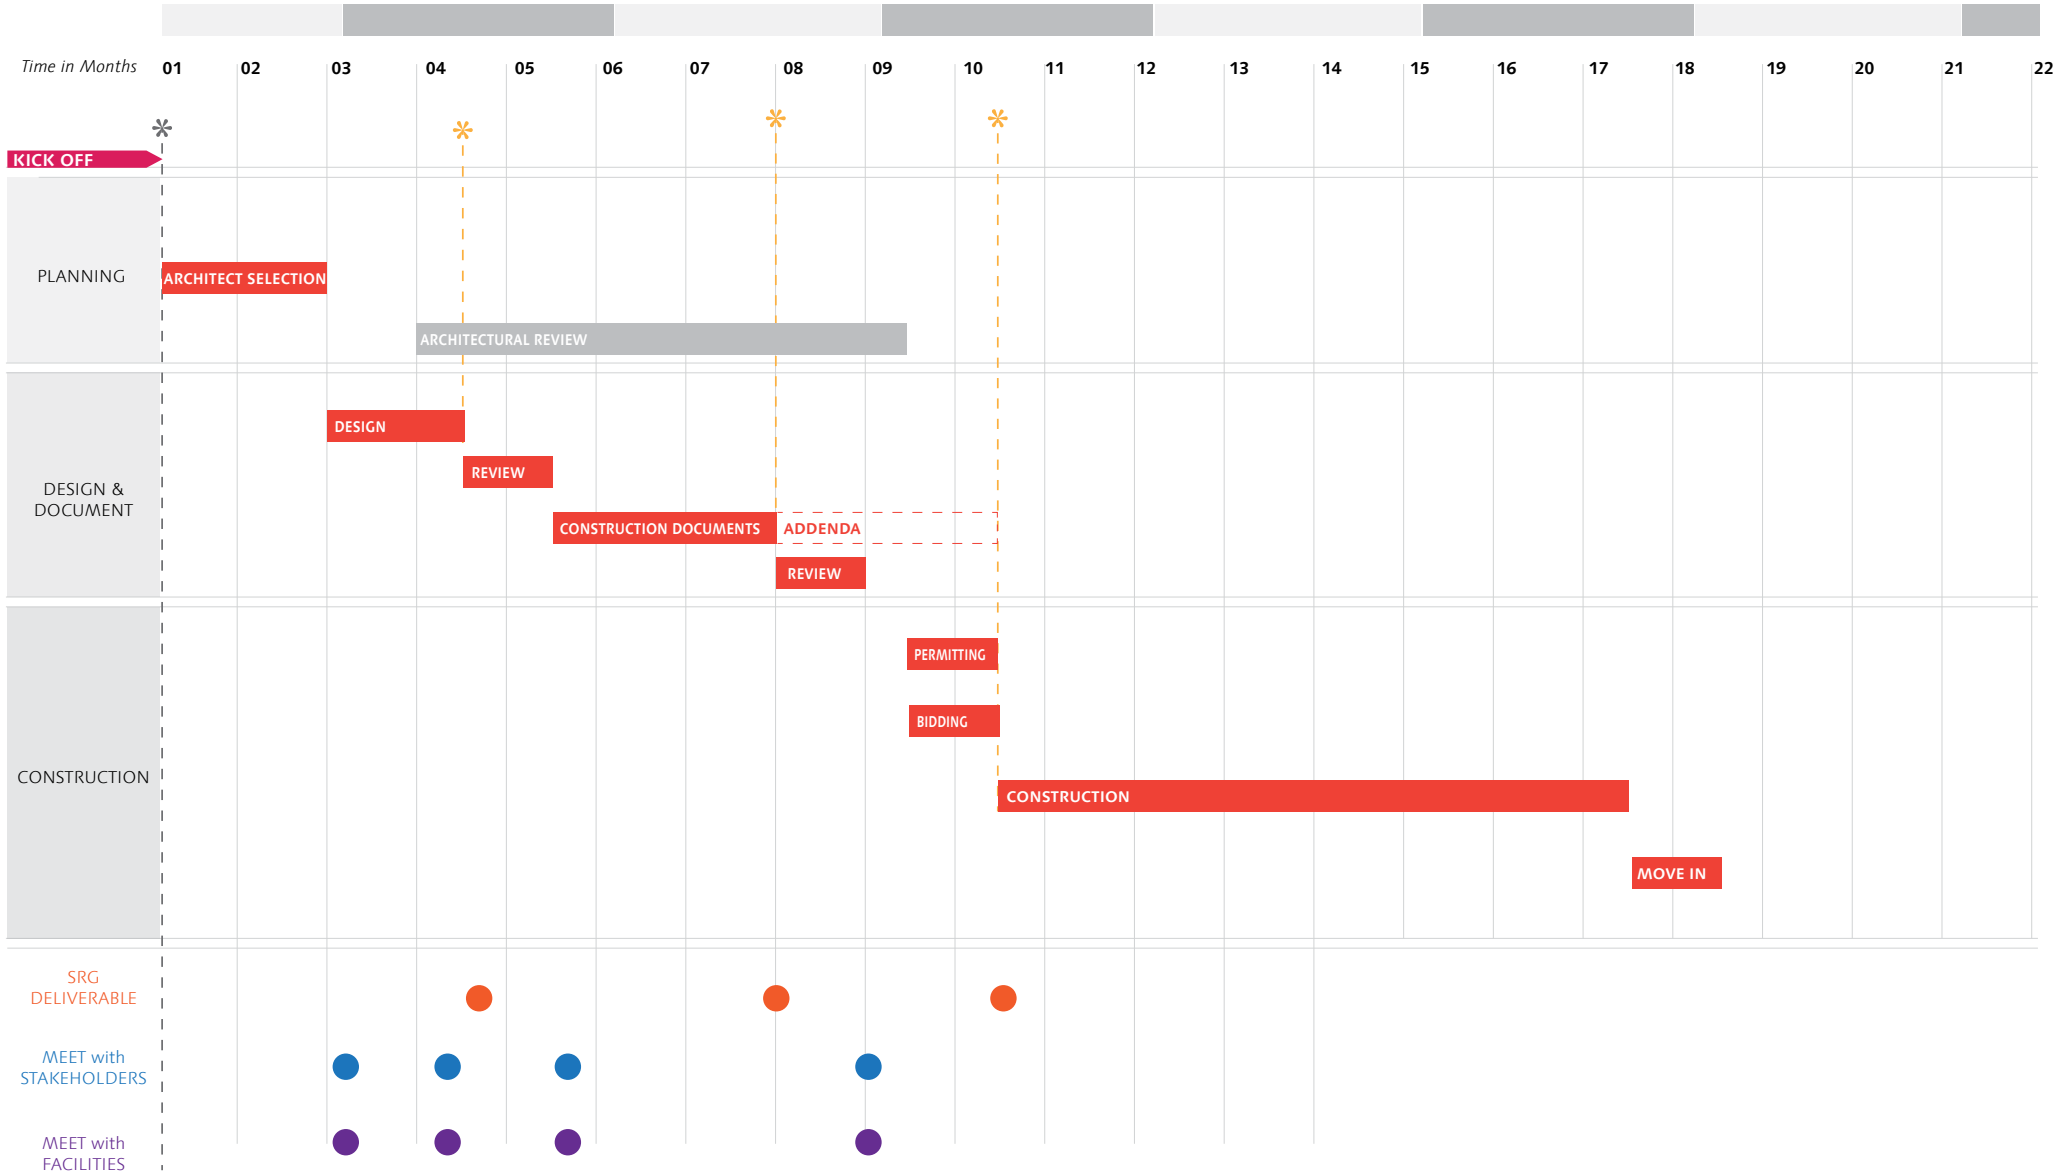 Time in Months 01 02 03 04 05 06 07 08 09 10 11 12 13 14 15 16 17 18 19 20 21 22
KICK OFF
PLANNING
ARCHITECT SELECTION
ARCHITECTURAL REVIEW
DESIGN &
DOCUMENT
DESIGN
REVIEW
CONSTRUCTION DOCUMENTS
ADDENDA
REVIEW
CONSTRUCTION
PERMITTING
BIDDING
CONSTRUCTION
MOVE IN
SRG
DELIVERABLE
MEET with
STAKEHOLDERS
MEET with
FACILITIES